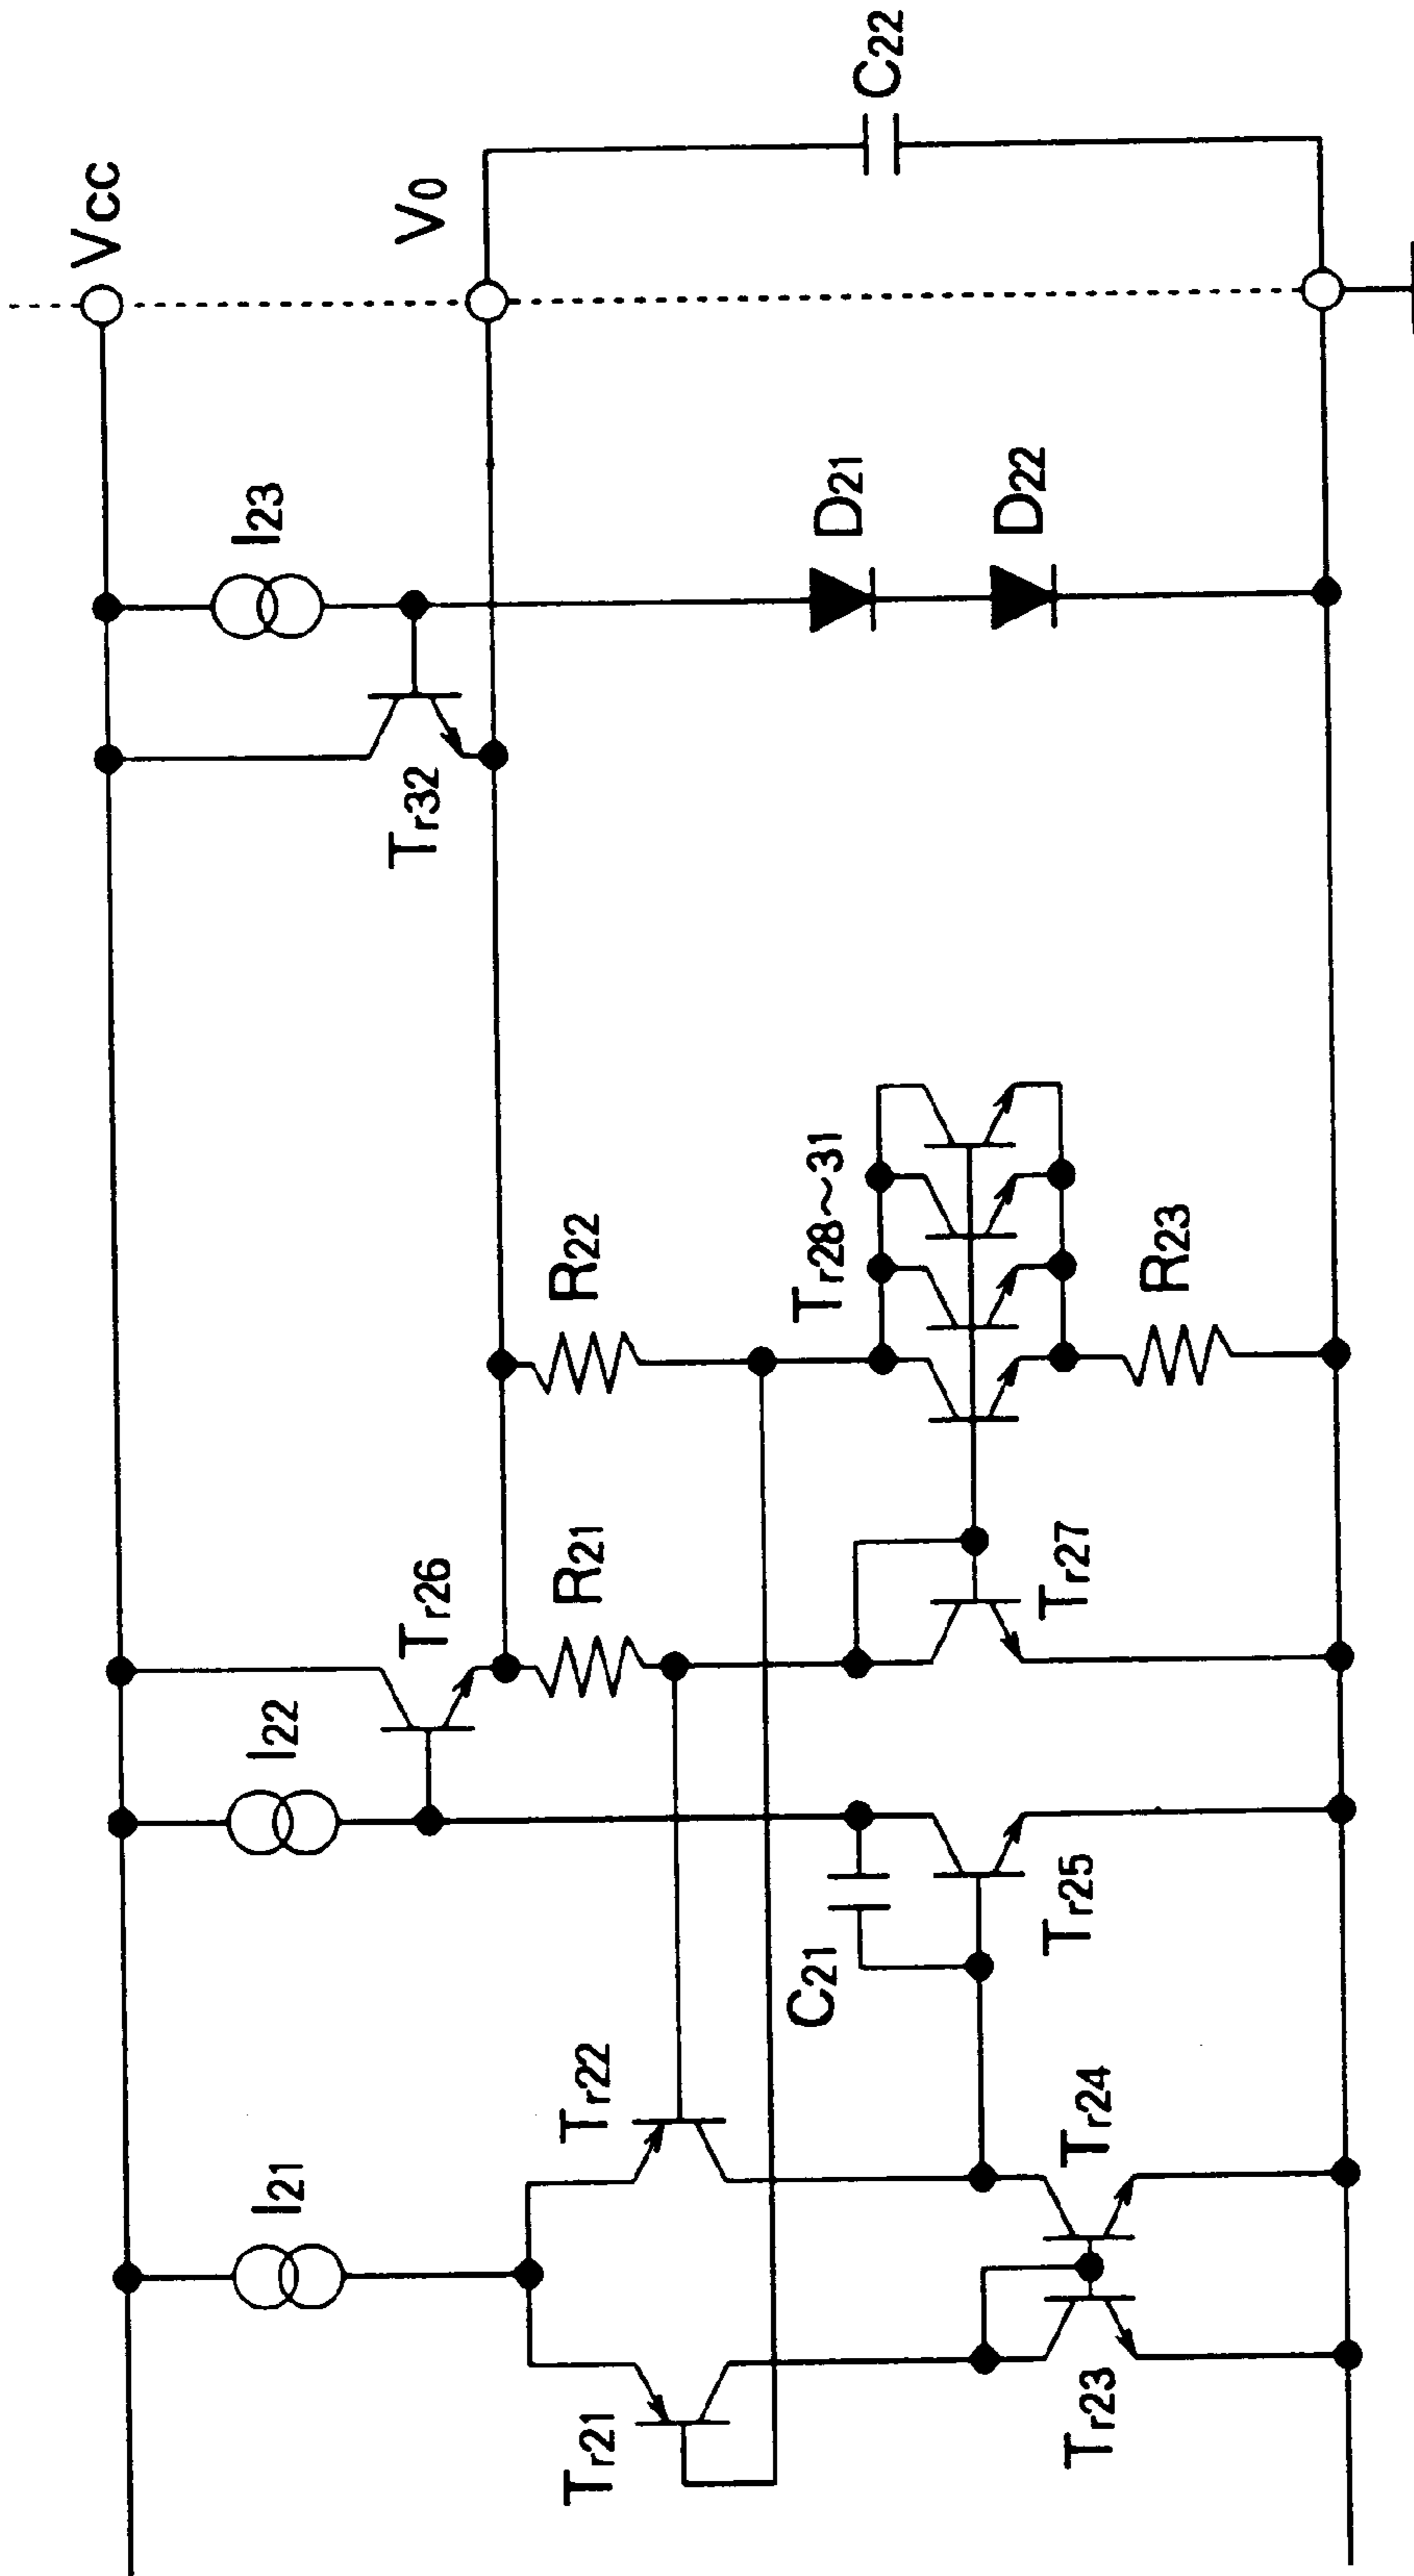 VCC
V0
C22
I23
Tr32
D21
D22
R22
Tr28~31
R23
Tr26
R21
Tr27
I22
C21
Tr25
I21
Tr22
Tr24
Tr21
Tr23